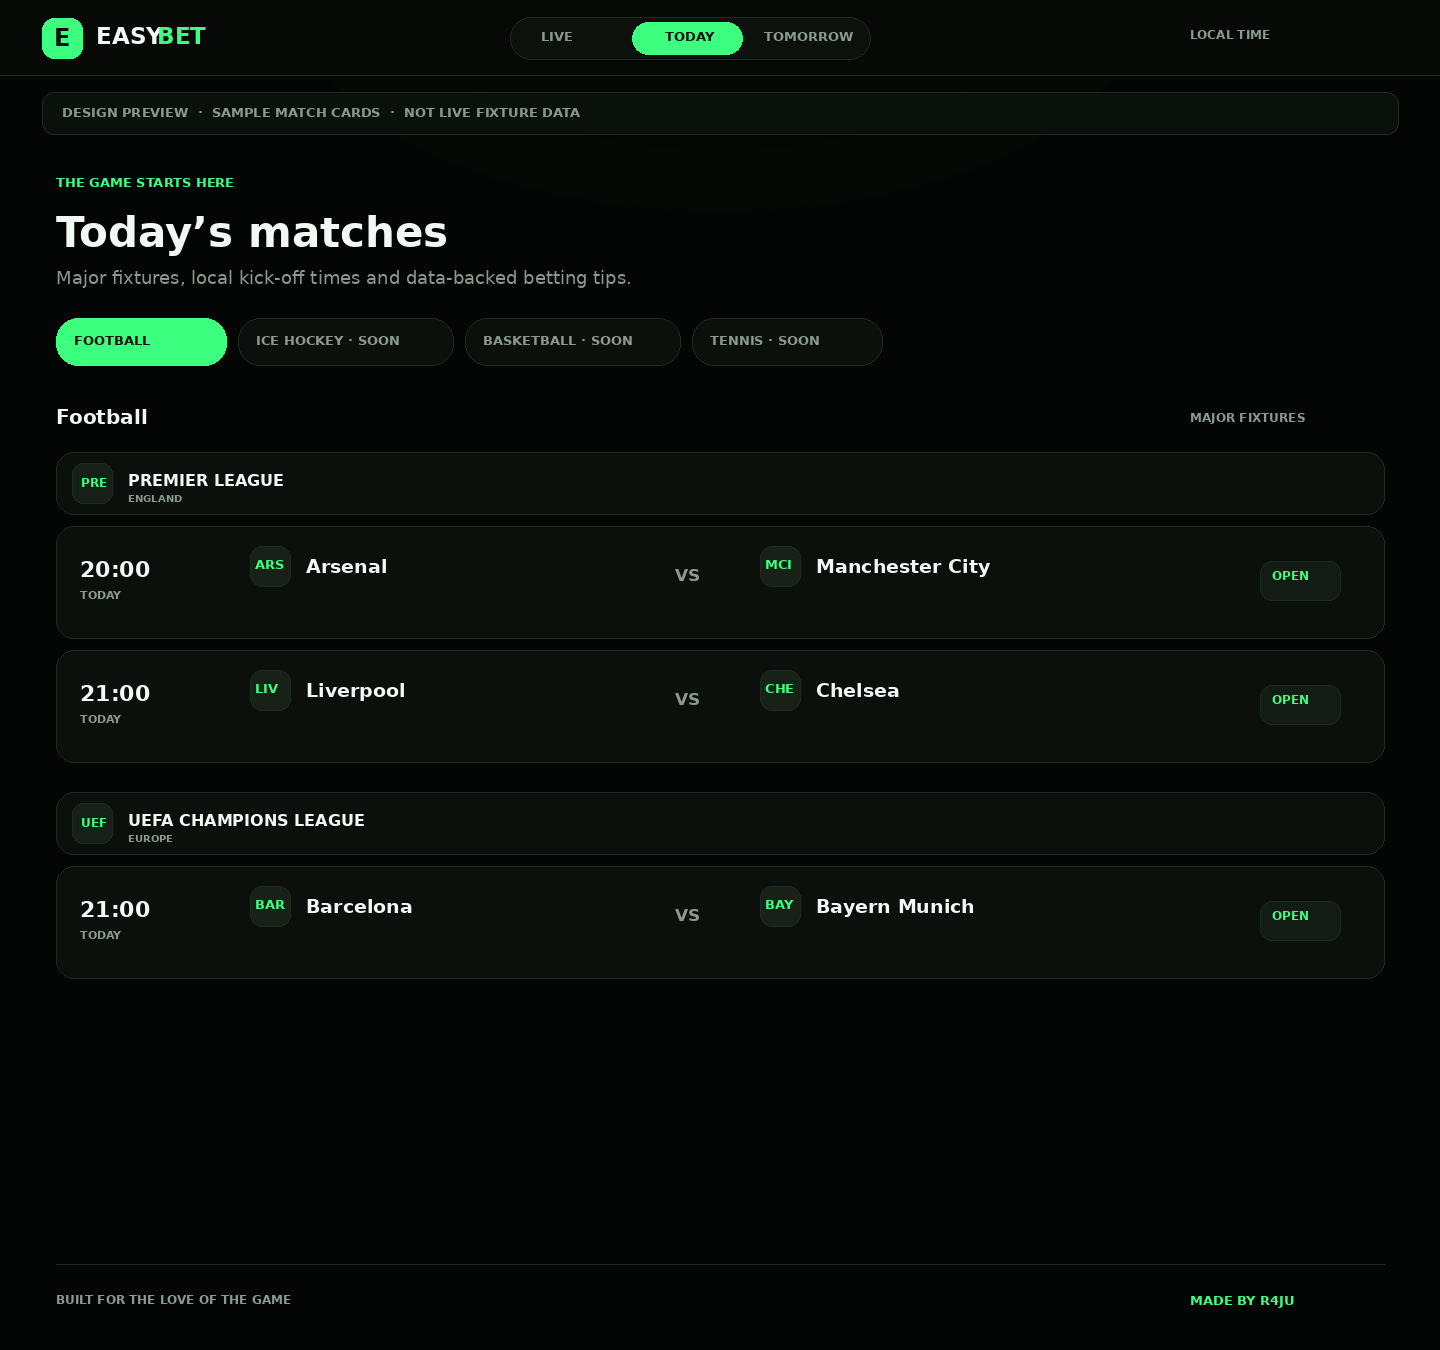 E EASYBET LIVE TODAY TOMORROW LOCAL TIME
DESIGN PREVIEW · SAMPLE MATCH CARDS · NOT LIVE FIXTURE DATA
THE GAME STARTS HERE
Today’s matches
Major fixtures, local kick-off times and data-backed betting tips.
FOOTBALL ICE HOCKEY · SOON BASKETBALL · SOON TENNIS · SOON
Football MAJOR FIXTURES
PRE PREMIER LEAGUE
ENGLAND
20:00 ARS Arsenal VS MCI Manchester City OPEN
TODAY
21:00 LIV Liverpool VS CHE Chelsea OPEN
TODAY
UEF UEFA CHAMPIONS LEAGUE
EUROPE
21:00 BAR Barcelona VS BAY Bayern Munich OPEN
TODAY
BUILT FOR THE LOVE OF THE GAME MADE BY R4JU